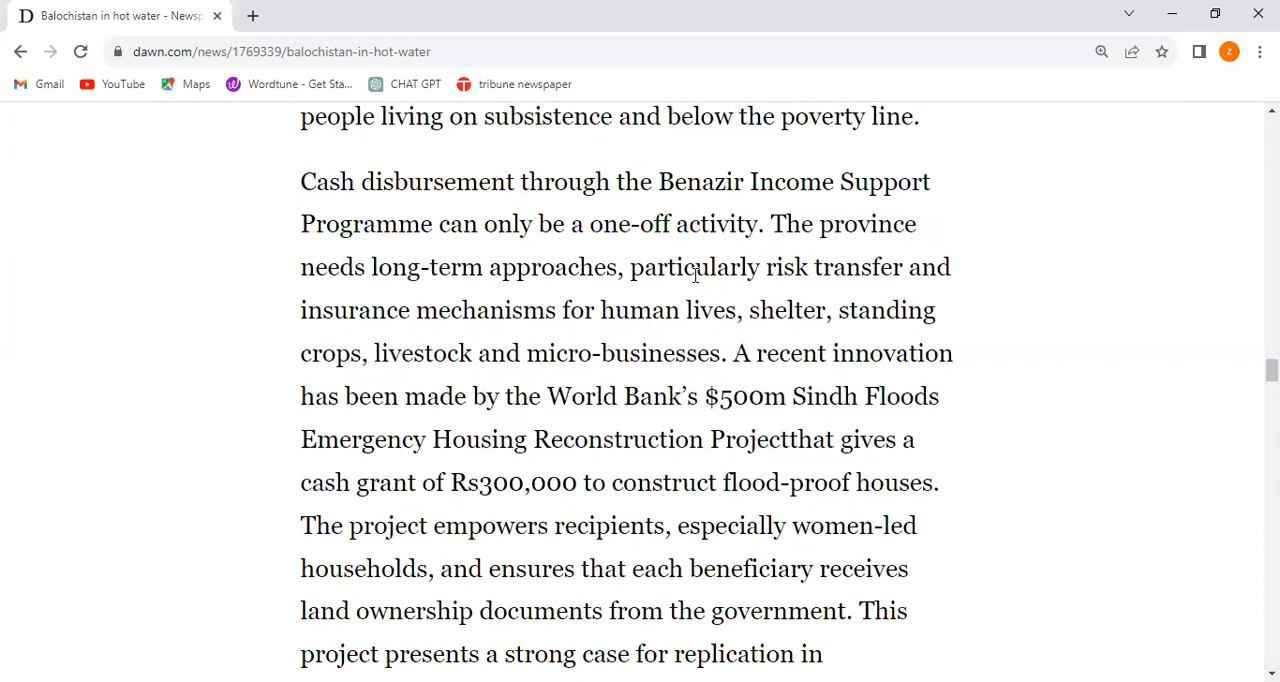 Balochistan in hot water - Newsp
dawn.com/news/1769339/balochistan-in-hot-water
Gmail YouTube Maps Wordtune - Get Sta... CHAT GPT tribune newspaper
people living on subsistence and below the poverty line.
Cash disbursement through the Benazir Income Support
Programme can only be a one-off activity. The province
needs long-term approaches, particularly risk transfer and
insurance mechanisms for human lives, shelter, standing
crops, livestock and micro-businesses. A recent innovation
has been made by the World Bank’s $500m Sindh Floods
Emergency Housing Reconstruction Projectthat gives a
cash grant of Rs300,000 to construct flood-proof houses.
The project empowers recipients, especially women-led
households, and ensures that each beneficiary receives
land ownership documents from the government. This
project presents a strong case for replication in